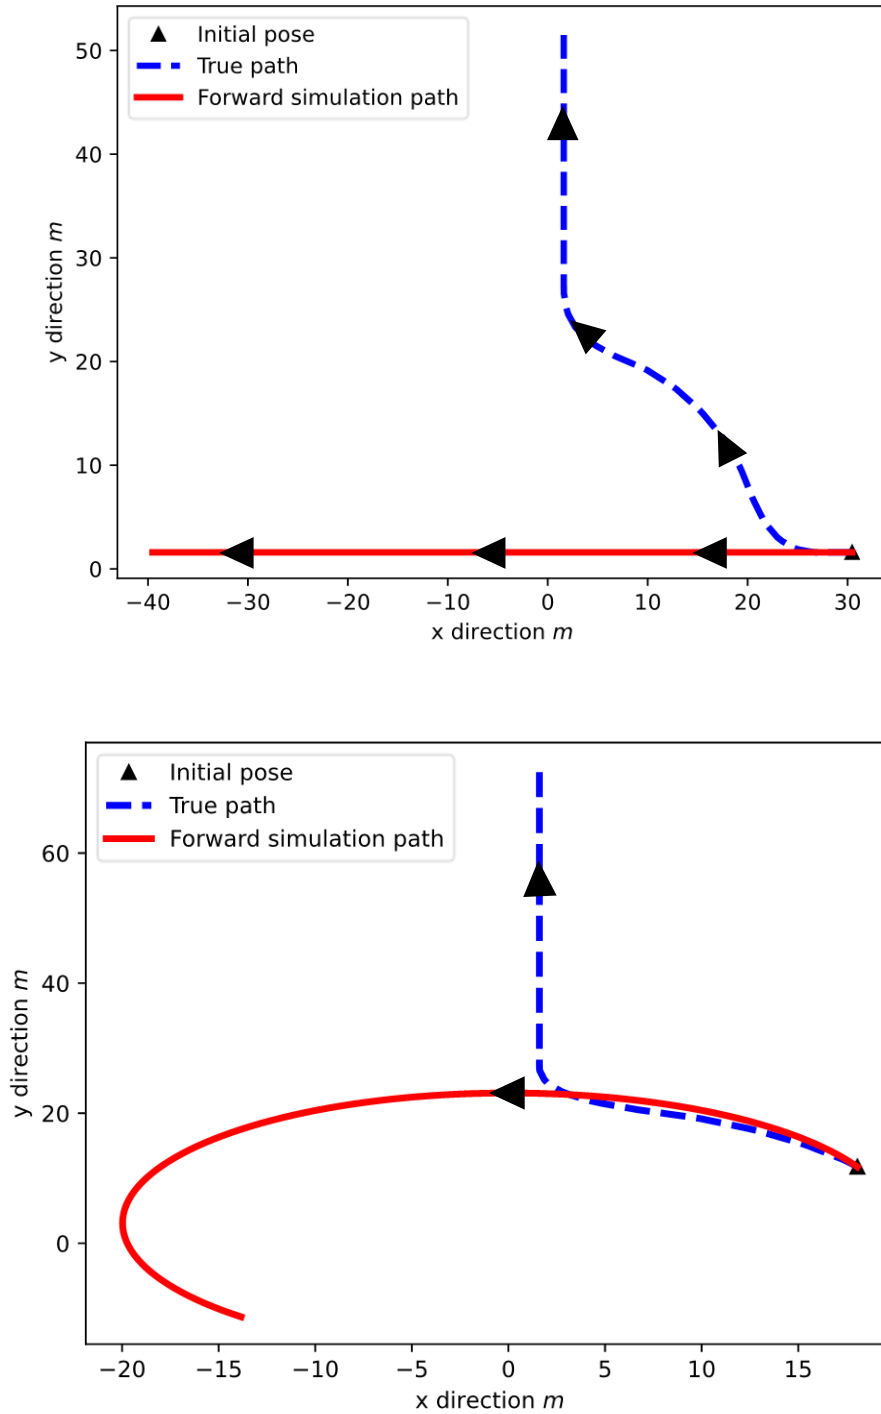 Initial pose
True path
Forward simulation path
50
40
30
20
10
0
y direction m
−40 −30 −20 −10 0 10 20 30
x direction m
Initial pose
True path
Forward simulation path
60
40
20
0
y direction m
−20 −15 −10 −5 0 5 10 15
x direction m